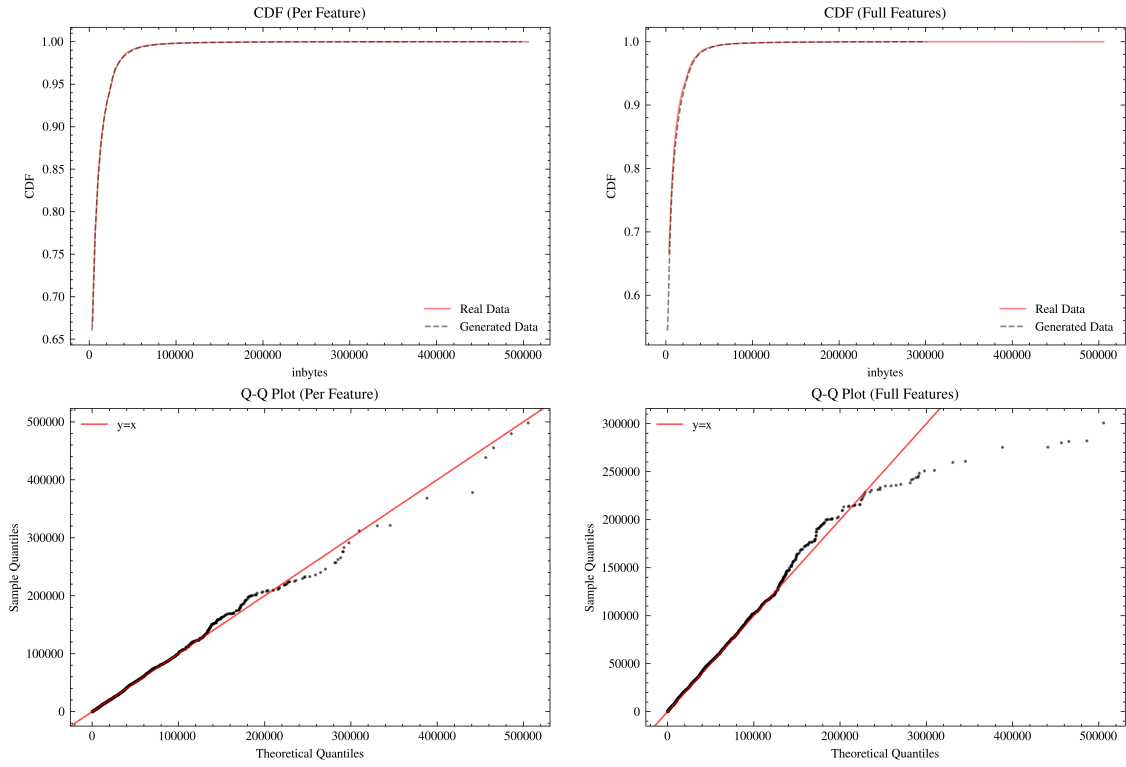 CDF (Per Feature)
1.00
0.95
0.90
0.85
0.80
0.75
0.70
0.65
CDF
0 100000 200000 300000 400000 500000
inbytes
Real Data
Generated Data
CDF (Full Features)
1.0
0.9
0.8
0.7
0.6
CDF
0 100000 200000 300000 400000 500000
inbytes
Real Data
Generated Data
Q-Q Plot (Per Feature)
y=x
500000
400000
300000
200000
100000
0
Sample Quantiles
0 100000 200000 300000 400000 500000
Theoretical Quantiles
Q-Q Plot (Full Features)
y=x
300000
250000
200000
150000
100000
50000
0
Sample Quantiles
0 100000 200000 300000 400000 500000
Theoretical Quantiles